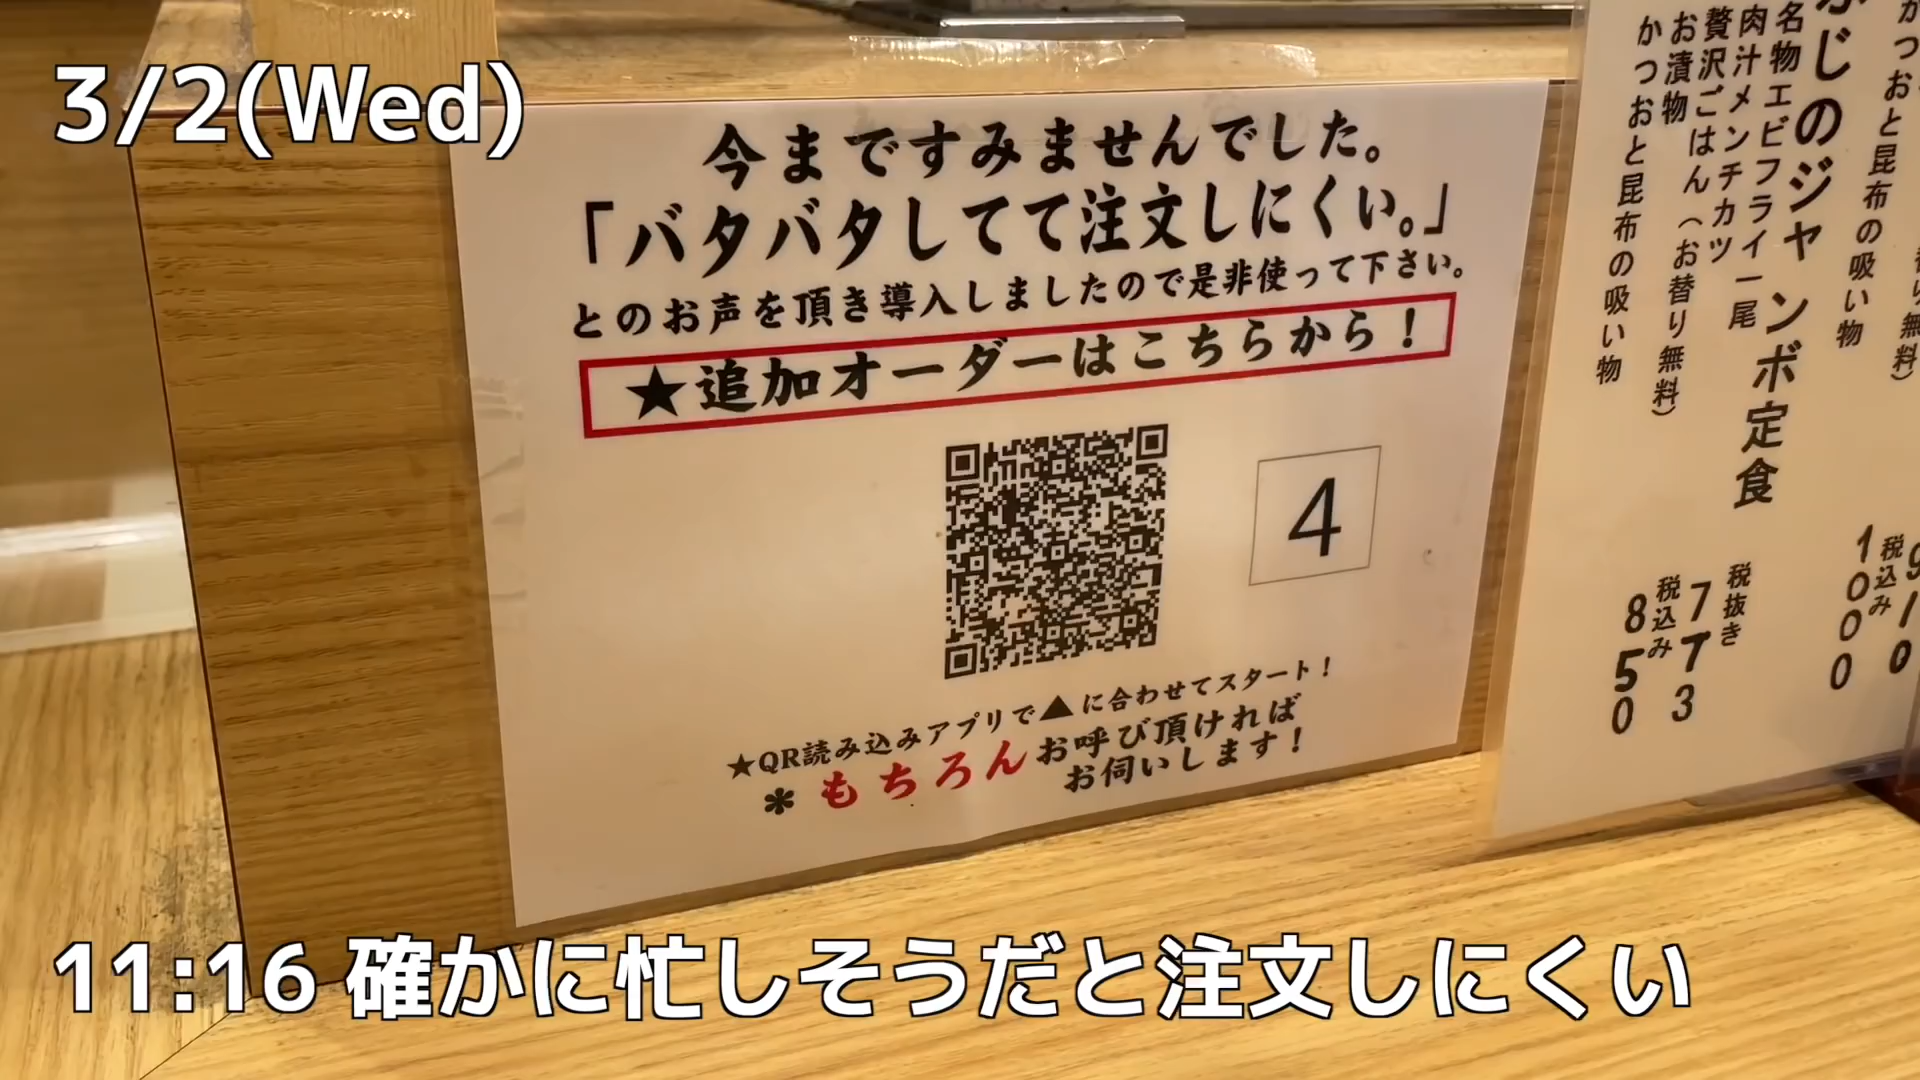 3/2(Wed)
今まですみませんでした。
「バタバタしてて注文しにくい。」
とのお声を頂き導入しましたので是非使って下さい。
★追加オーダーはこちらから！
4
★QR読み込みアプリで▲に合わせてスタート！
＊もちろんお呼び頂ければ
お伺いします！
かつおと昆布の吸い物
1000
税込み
910
じのジャンボ定食
名物エビフライ一尾
肉汁メンチカツ
贅沢ごはん（お替り無料）
お漬物
かつおと昆布の吸い物
税抜き
773
税込み
850
11:16 確かに忙しそうだと注文しにくい